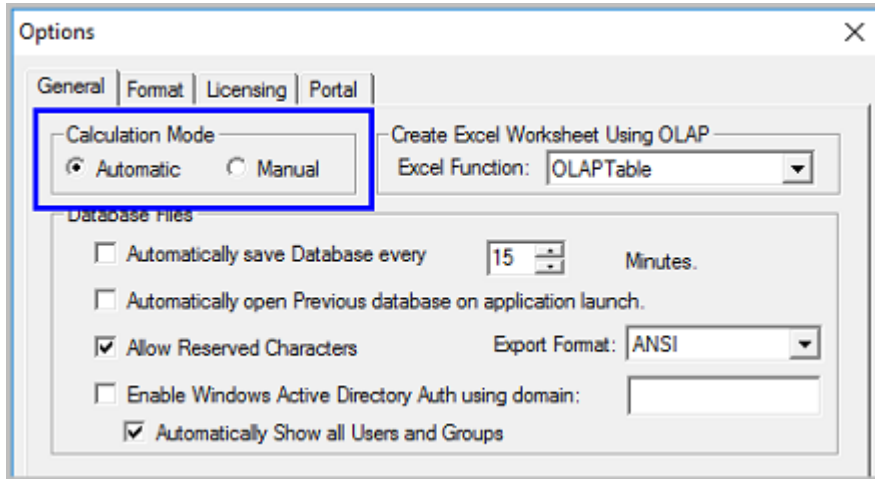 Options
General Format Licensing Portal
Calculation Mode
Automatic Manual
Create Excel Worksheet Using OLAP
Excel Function: OLAPTable
Database Files
Automatically save Database every 15 Minutes.
Automatically open Previous database on application launch.
Allow Reserved Characters Export Format: ANSI
Enable Windows Active Directory Auth using domain:
Automatically Show all Users and Groups